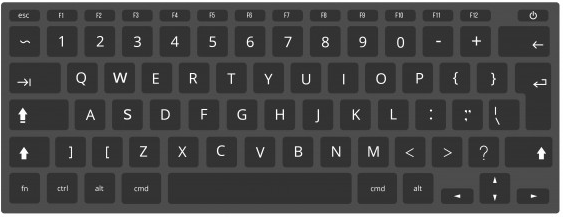 esc F1 F2 F3 F4 F5 F6 F7 F8 F9 F10 F11 F12
~ 1 2 3 4 5 6 7 8 9 0 - +
Q W E R T Y U I O P { }
A S D F G H J K L : " | \
] [ Z X C V B N M < > ?
fn ctrl alt cmd cmd alt